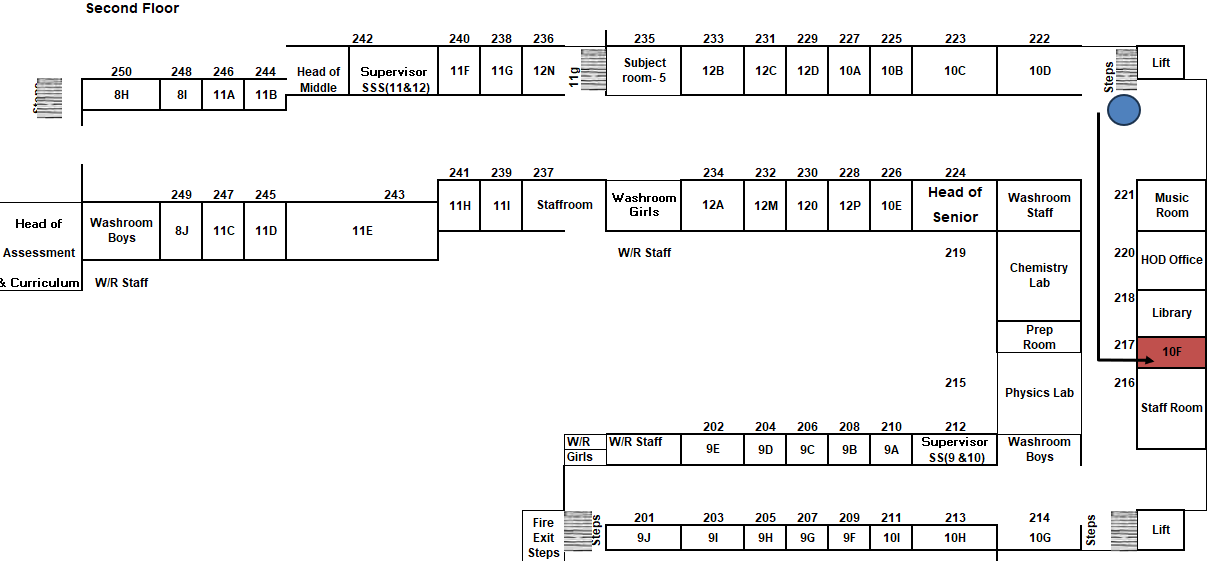 Second Floor
242 240 238 236 235 233 231 229 227 225 223 222
Head of
Middle
Supervisor
SSS(11&12)
11F 11G 12N
11g
Subject
room- 5
12B 12C 12D 10A 10B 10C 10D
Steps
Lift
250 248 246 244
8H 8I 11A 11B
241 239 237 234 232 230 228 226 224
11H 11I Staffroom
Washroom
Girls
12A 12M 120 12P 10E
Head of
Senior
Washroom
Staff
221
Music
Room
249 247 245 243
Washroom
Boys
8J 11C 11D 11E
Head of
Assessment
& Curriculum
W/R Staff
W/R Staff
219
Chemistry
Lab
220
HOD Office
218
Library
Prep
Room
217
10F
215
Physics Lab
216
Staff Room
202 204 206 208 210 212
W/R
Girls
W/R Staff
9E 9D 9C 9B 9A
Supervisor
SS(9 &10)
Washroom
Boys
Fire
Exit
Steps
Steps
201 203 205 207 209 211 213 214
9J 9I 9H 9G 9F 10I 10H 10G
Steps
Lift